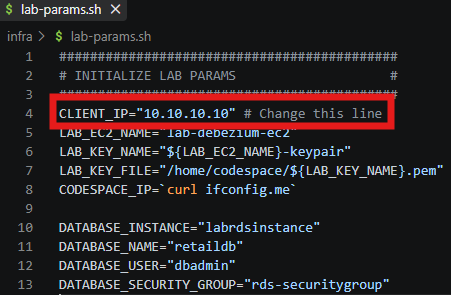 $ lab-params.sh ×
infra > $ lab-params.sh
1 ############################################
2 # INITIALIZE LAB PARAMS #
3 ############################################
4 CLIENT_IP="10.10.10.10" # Change this line
5 LAB_EC2_NAME="lab-debezium-ec2"
6 LAB_KEY_NAME="${LAB_EC2_NAME}-keypair"
7 LAB_KEY_FILE="/home/codespace/${LAB_KEY_NAME}.pem"
8 CODESPACE_IP=`curl ifconfig.me`
9
10 DATABASE_INSTANCE="labrdsinstance"
11 DATABASE_NAME="retaildb"
12 DATABASE_USER="dbadmin"
13 DATABASE_SECURITY_GROUP="rds-securitygroup"